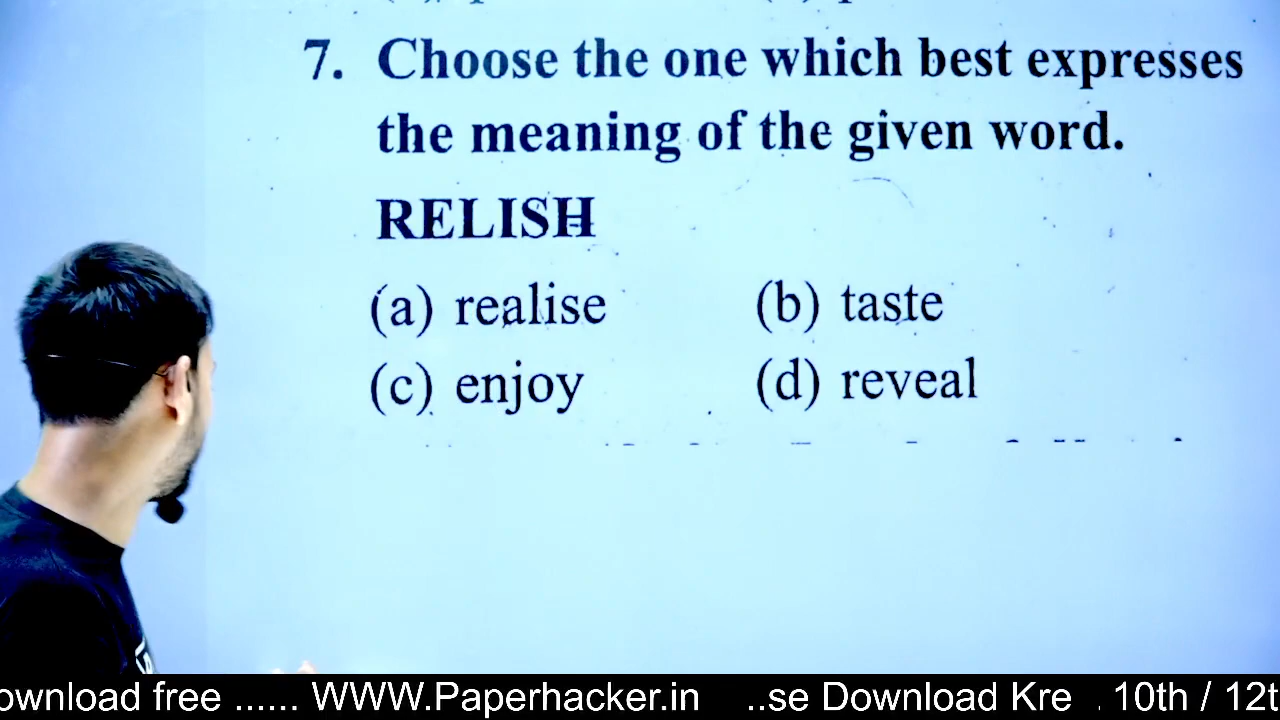 7. Choose the one which best expresses
the meaning of the given word.
RELISH
(a) realise (b) taste
(c) enjoy (d) reveal
ownload free ...... WWW.Paperhacker.in ..se Download Kre . 10th / 12t